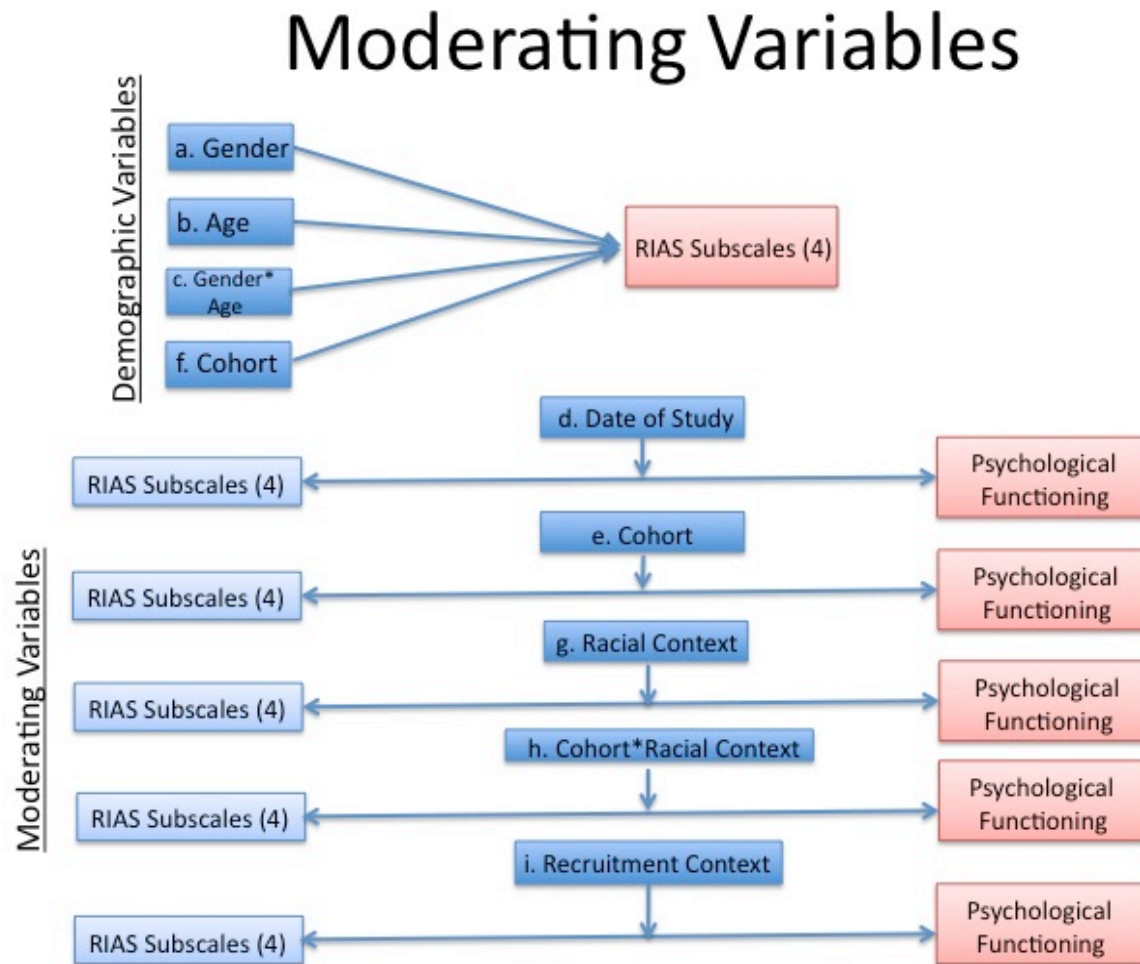 Moderating Variables
Demographic Variables
a. Gender
b. Age
c. Gender*
Age
f. Cohort
RIAS Subscales (4)
d. Date of Study
RIAS Subscales (4)
Psychological
Functioning
e. Cohort
Moderating Variables
RIAS Subscales (4)
Psychological
Functioning
g. Racial Context
RIAS Subscales (4)
Psychological
Functioning
h. Cohort*Racial Context
RIAS Subscales (4)
Psychological
Functioning
i. Recruitment Context
RIAS Subscales (4)
Psychological
Functioning